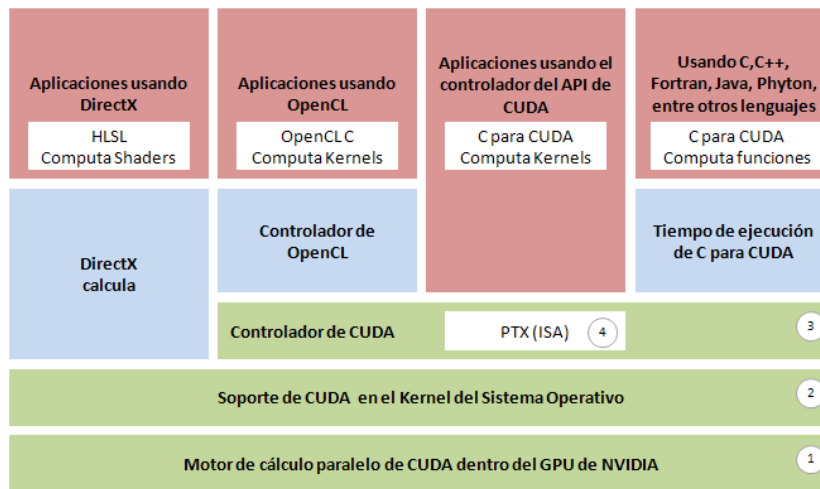 Aplicaciones usando
DirectX
HLSL
Computa Shaders
Aplicaciones usando
OpenCL
OpenCL C
Computa Kernels
Aplicaciones usando el
controlador del API de
CUDA
C para CUDA
Computa Kernels
Usando C,C++,
Fortran, Java, Phyton,
entre otros lenguajes
C para CUDA
Computa funciones
DirectX
calcula
Controlador de
OpenCL
Tiempo de ejecución
de C para CUDA
Controlador de CUDA
PTX (ISA)
4
3
Soporte de CUDA en el Kernel del Sistema Operativo
2
Motor de cálculo paralelo de CUDA dentro del GPU de NVIDIA
1